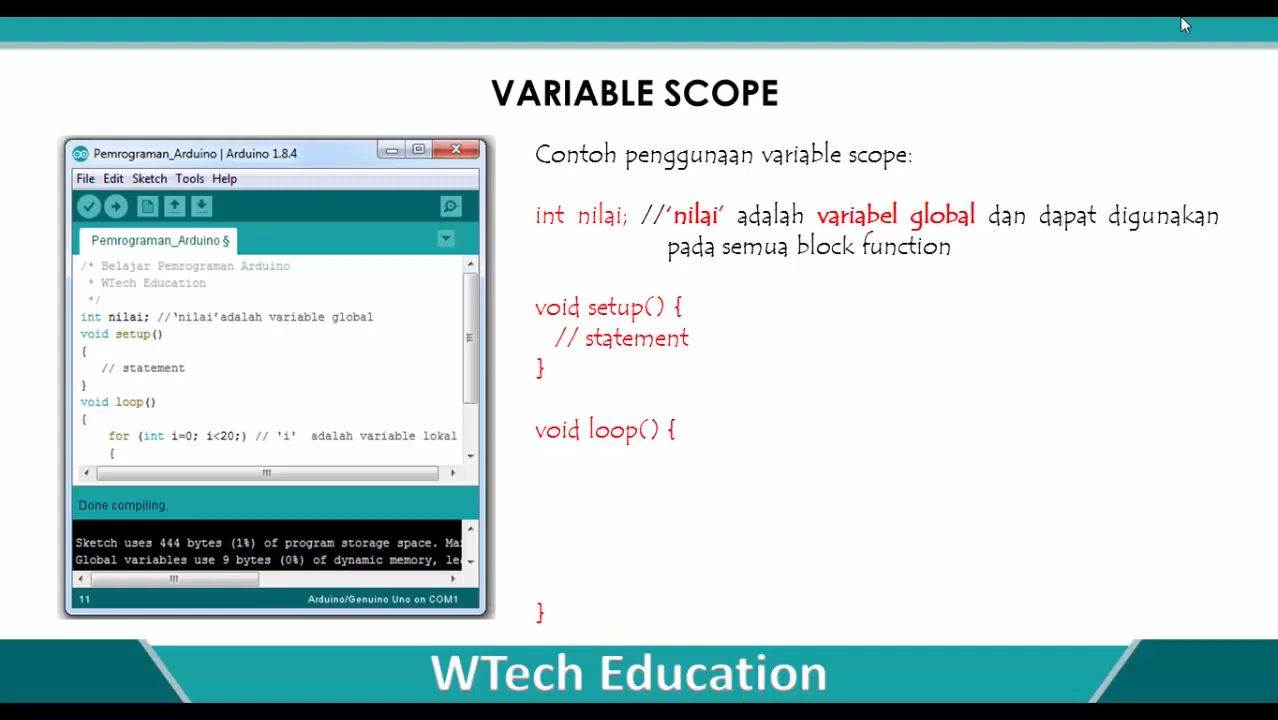 VARIABLE SCOPE
Pemrograman_Arduino | Arduino 1.8.4
File Edit Sketch Tools Help
Pemrograman_Arduino §
/* Belajar Pemrograman Arduino
* WTech Education
*/
int nilai; //'nilai'adalah variable global
void setup()
{
// statement
}
void loop()
{
for (int i=0; i<20;) // 'i' adalah variable lokal
{
Done compiling.
Sketch uses 444 bytes (1%) of program storage space. Ma
Global variables use 9 bytes (0%) of dynamic memory, le
11 Arduino/Genuino Uno on COM1
Contoh penggunaan variable scope:
int nilai; //'nilai' adalah variabel global dan dapat digunakan
pada semua block function
void setup() {
// statement
}
void loop() {
}
WTech Education